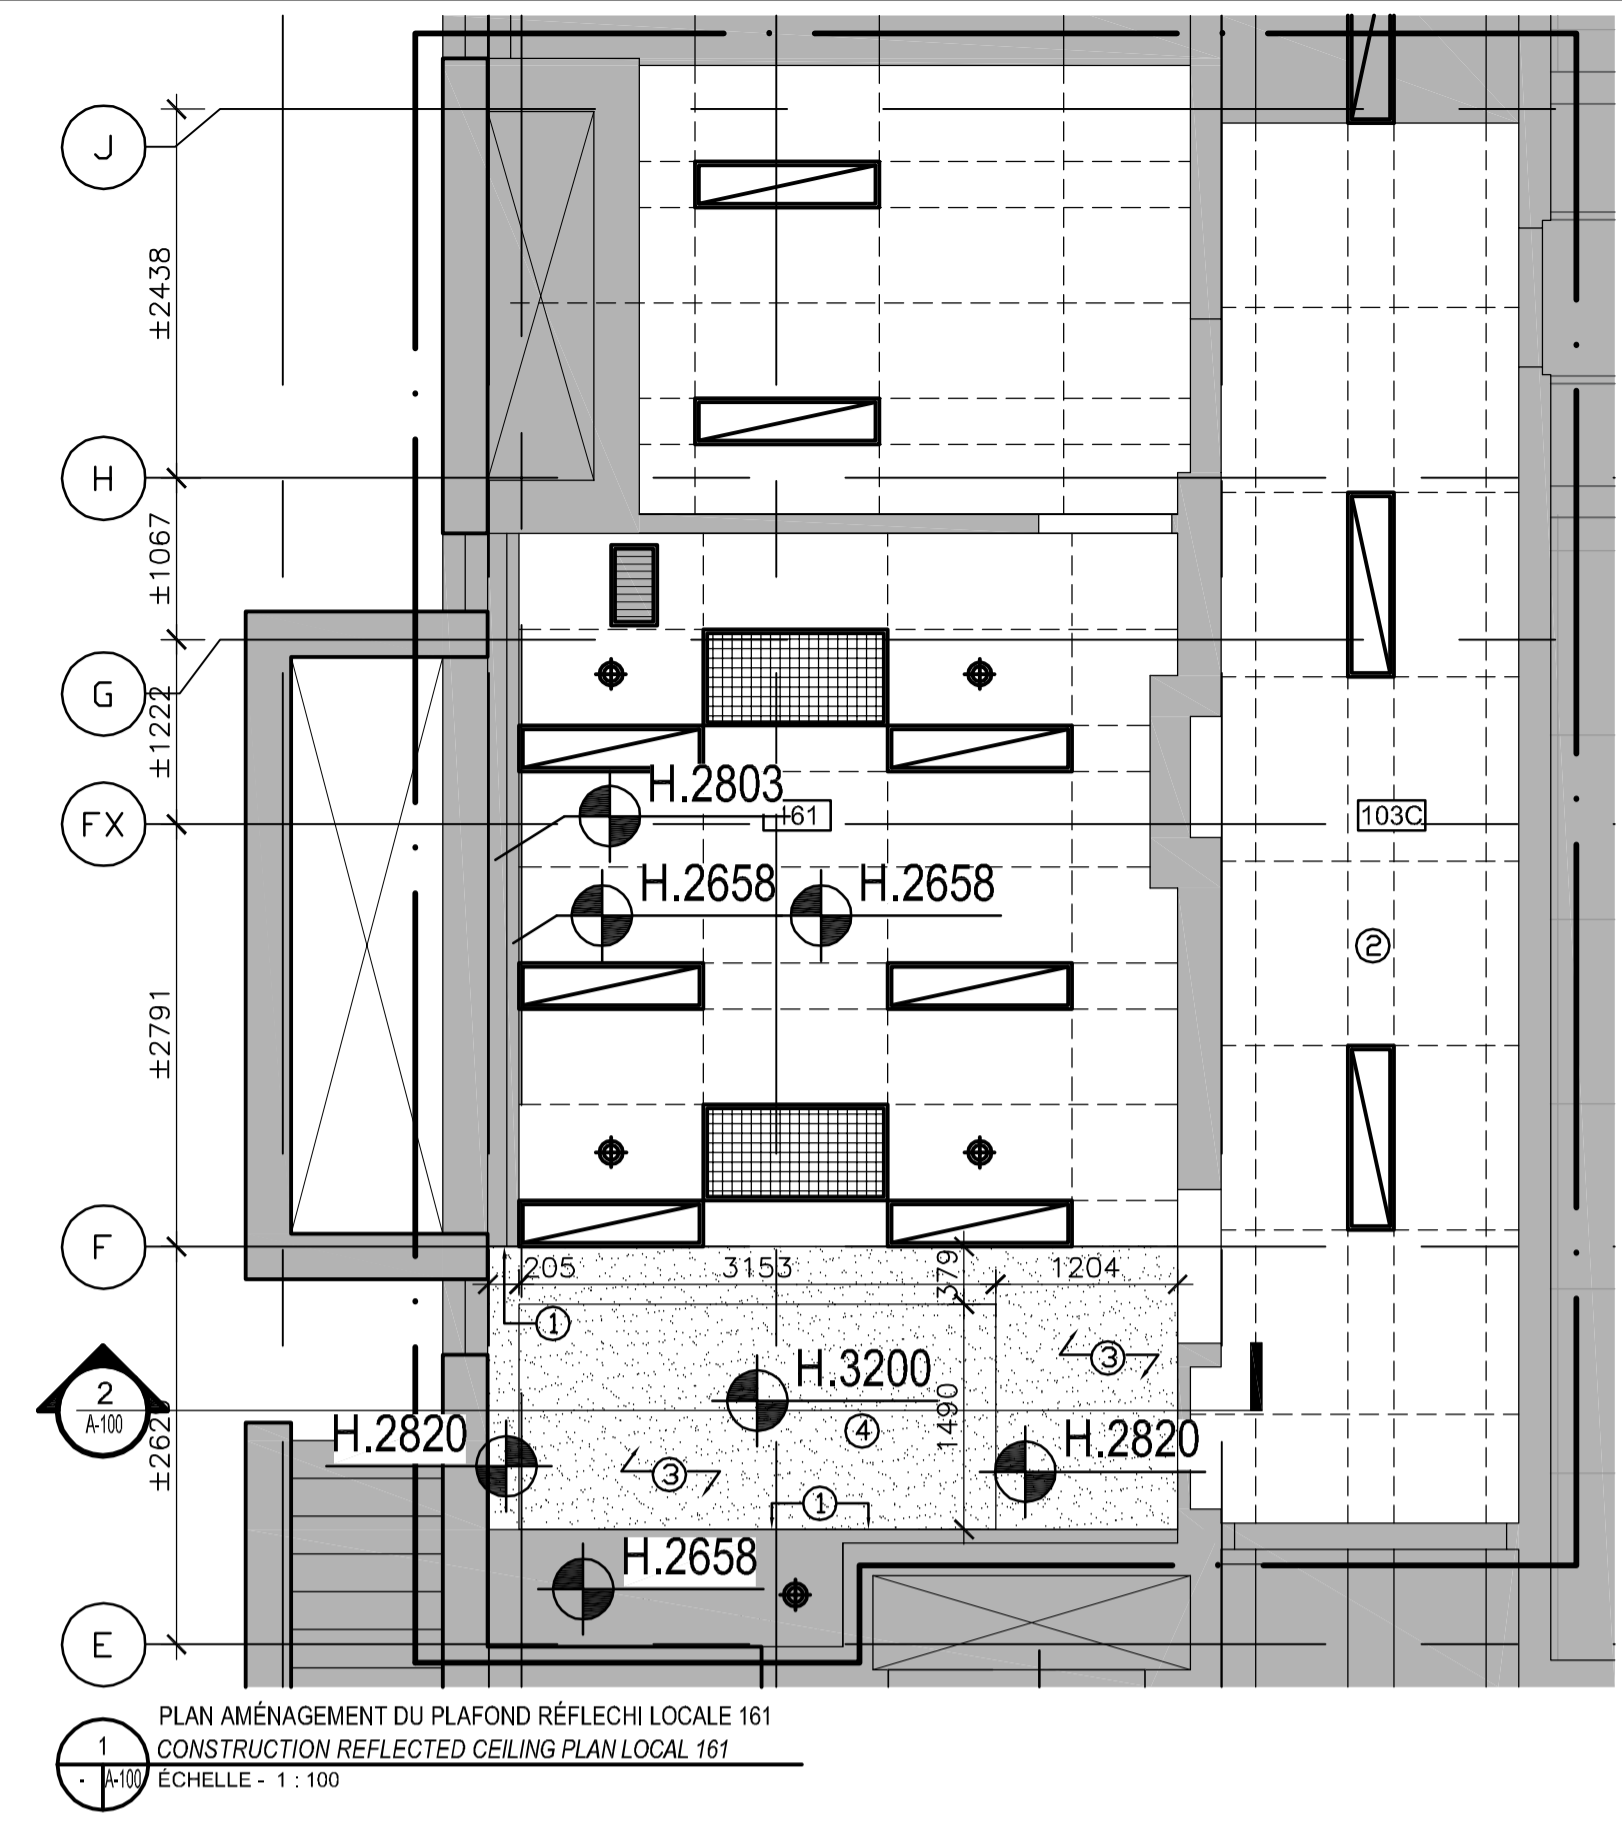 J
±2438
H
±1067
G
±1222
H.2803
161
FX
103C
H.2658
H.2658
2
±2791
F
205
3153
379
1204
1
3
H.3200
2
A-100
1490
4
H.2820
H.2820
±262
3
1
H.2658
E
PLAN AMÉNAGEMENT DU PLAFOND RÉFLECHI LOCALE 161
1
CONSTRUCTION REFLECTED CEILING PLAN LOCAL 161
- A-100
ÉCHELLE - 1 : 100